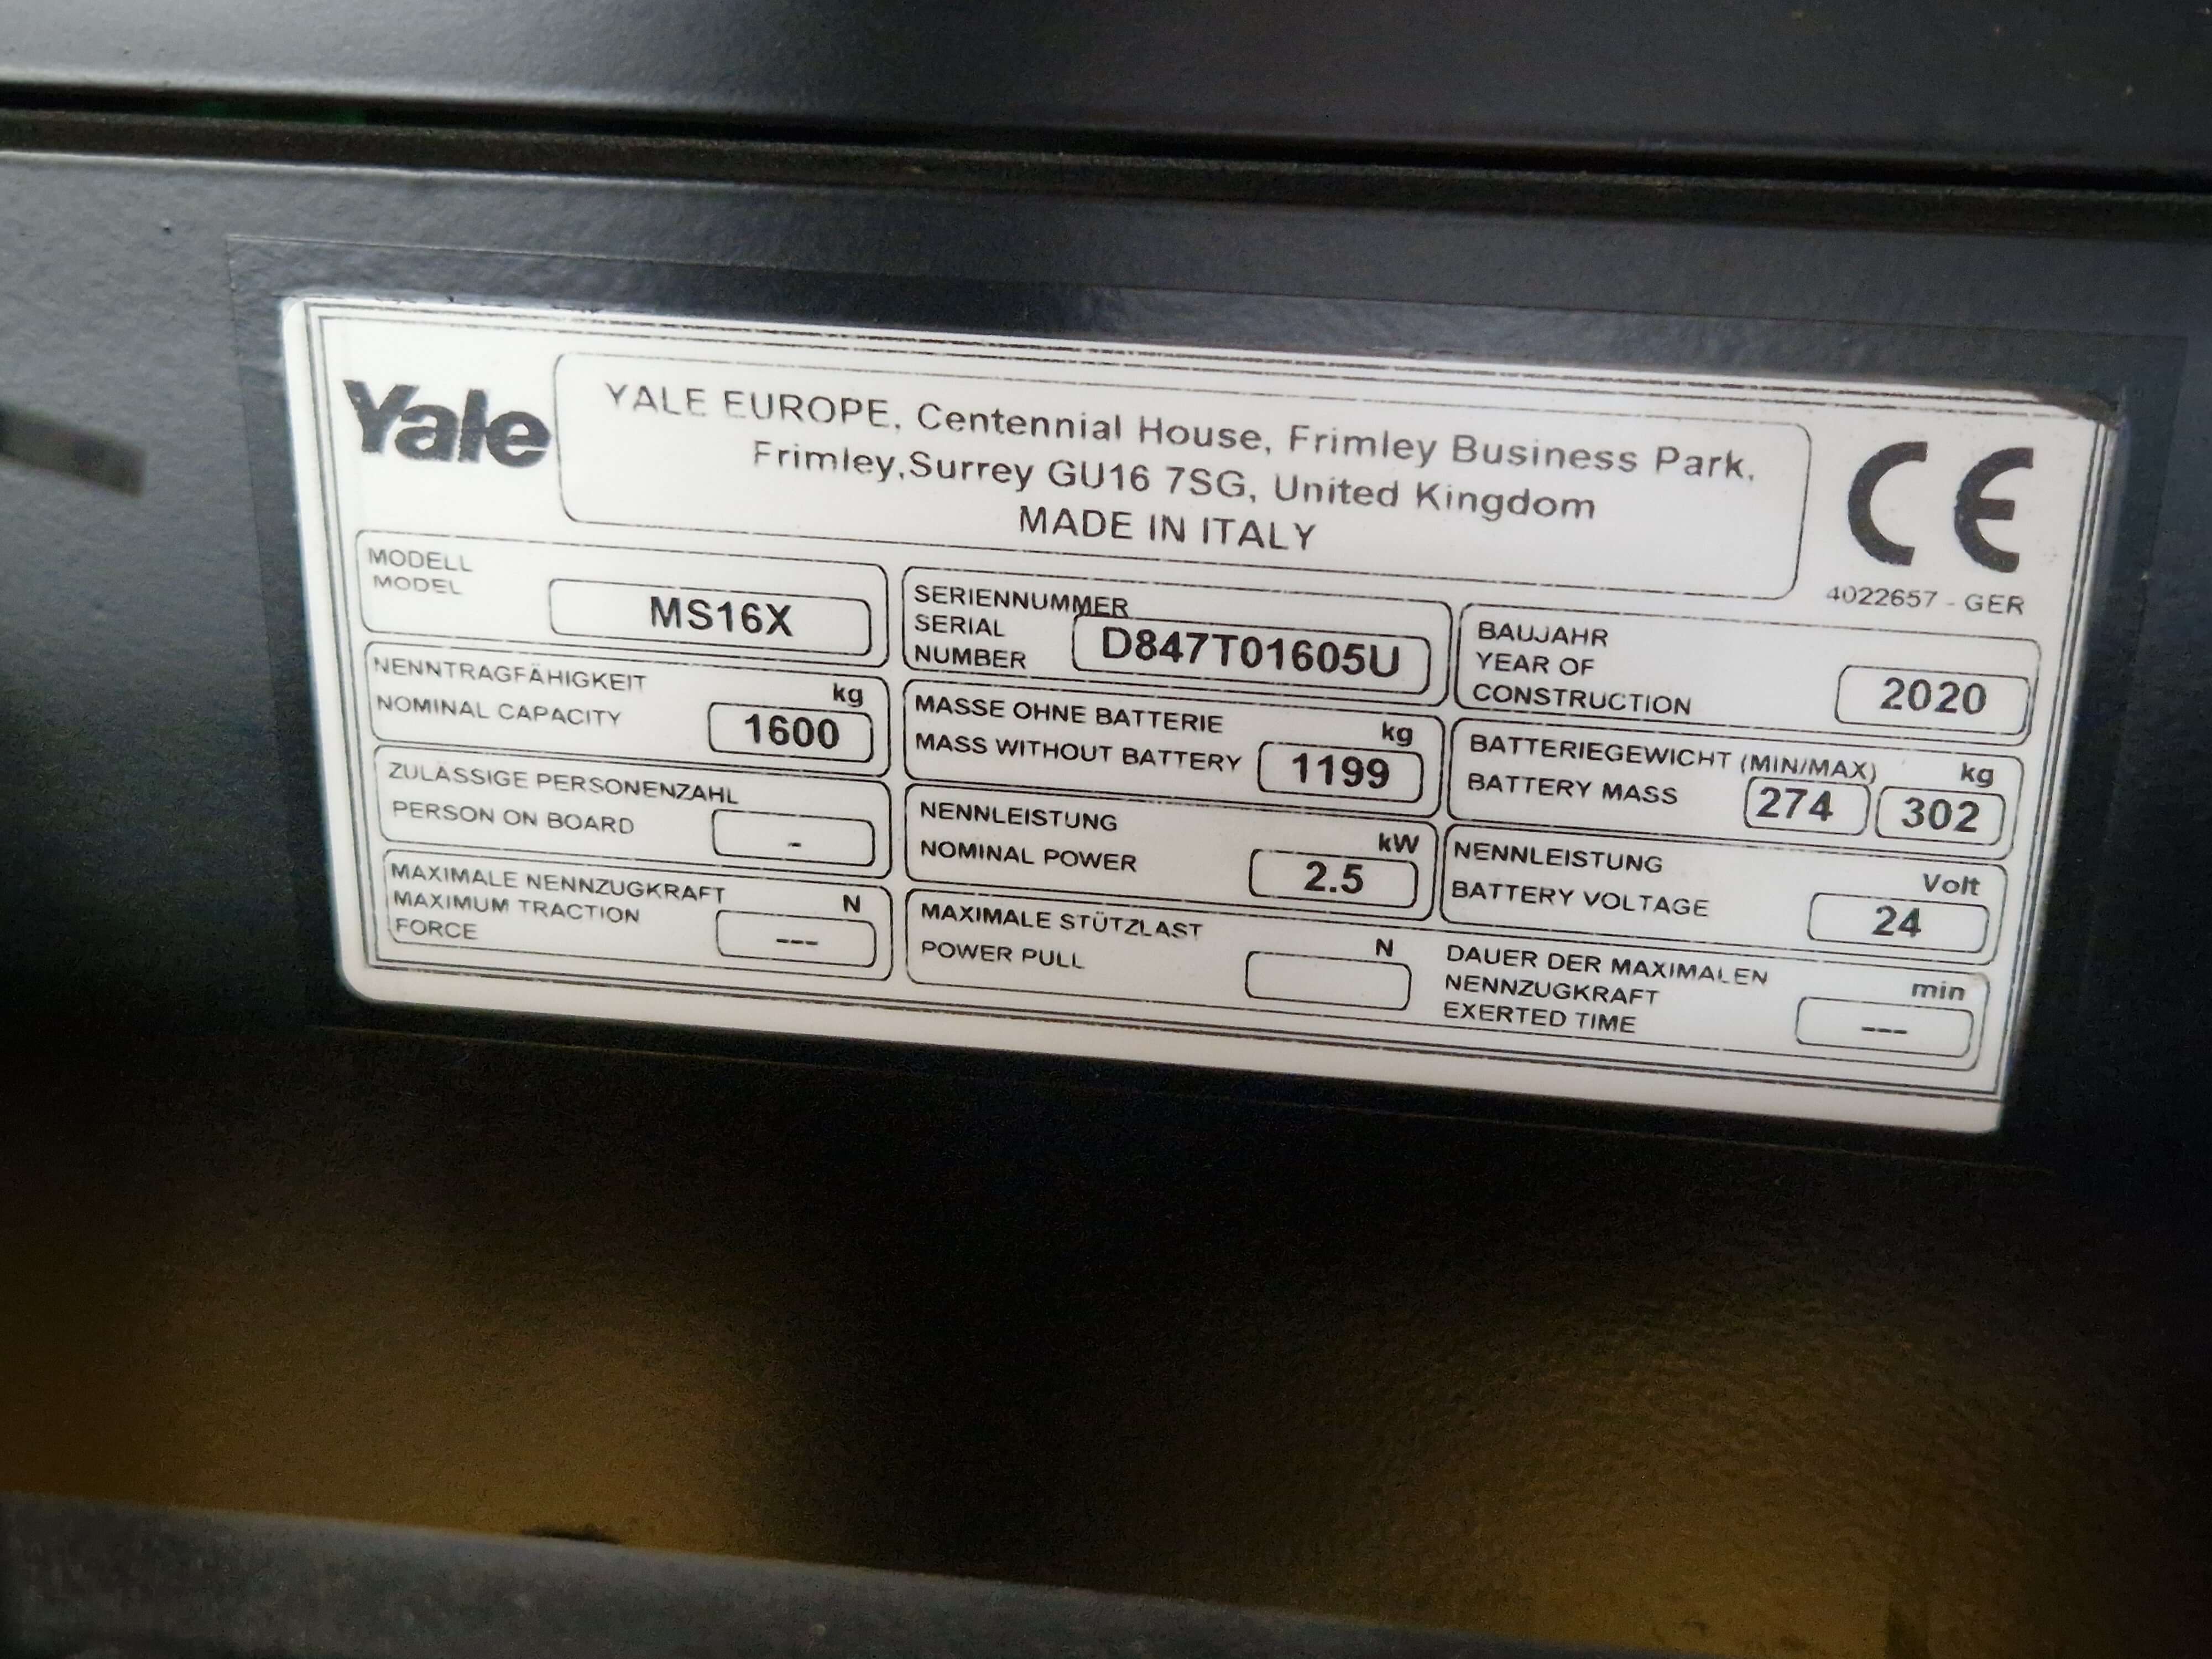 Yale
YALE EUROPE, Centennial House, Frimley Business Park,
Frimley,Surrey GU16 7SG, United Kingdom
MADE IN ITALY
CE
4022657 - GER
MODELL
MODEL
MS16X
SERIENNUMMER
SERIAL
NUMBER
D847T01605U
BAUJAHR
YEAR OF
CONSTRUCTION
2020
NENNTRAGFÄHIGKEIT
NOMINAL CAPACITY
kg
1600
MASSE OHNE BATTERIE
MASS WITHOUT BATTERY
kg
1199
BATTERIEGEWICHT (MIN/MAX)
BATTERY MASS
kg
274 302
ZULÄSSIGE PERSONENZAHL
PERSON ON BOARD
-
NENNLEISTUNG
NOMINAL POWER
kW
2.5
NENNLEISTUNG
BATTERY VOLTAGE
Volt
24
MAXIMALE NENNZUGKRAFT
MAXIMUM TRACTION
FORCE
N
---
MAXIMALE STÜTZLAST
POWER PULL
N
DAUER DER MAXIMALEN
NENNZUGKRAFT
EXERTED TIME
min
---